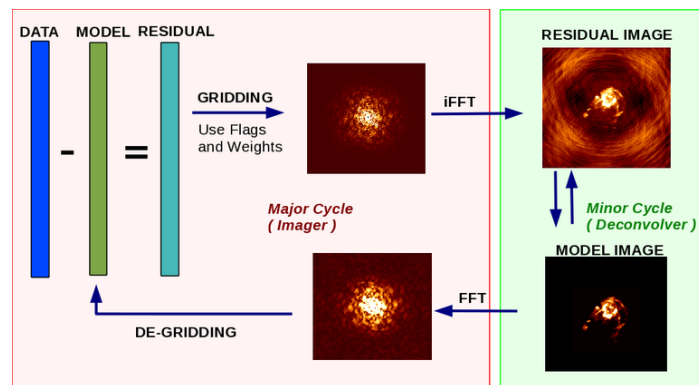 DATA
MODEL
RESIDUAL
-
=
GRIDDING
Use Flags
and Weights
iFFT
RESIDUAL IMAGE
Major Cycle
( Imager )
Minor Cycle
( Deconvolver )
MODEL IMAGE
FFT
DE-GRIDDING